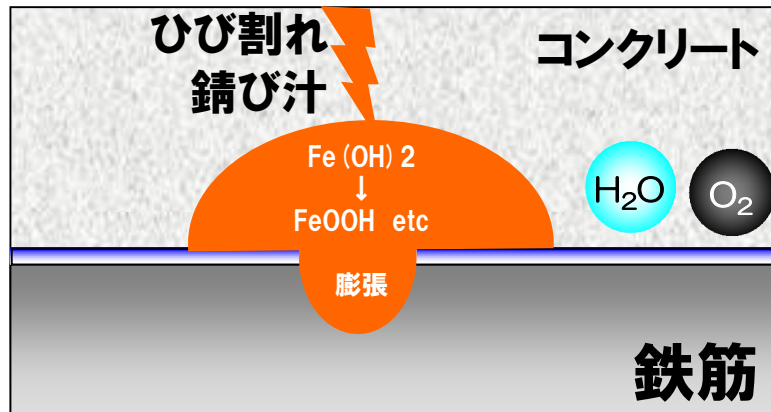 ひび割れ
錆び汁
コンクリート
Fe(OH)2
↓
FeOOH etc
H₂O
O₂
膨張
鉄筋